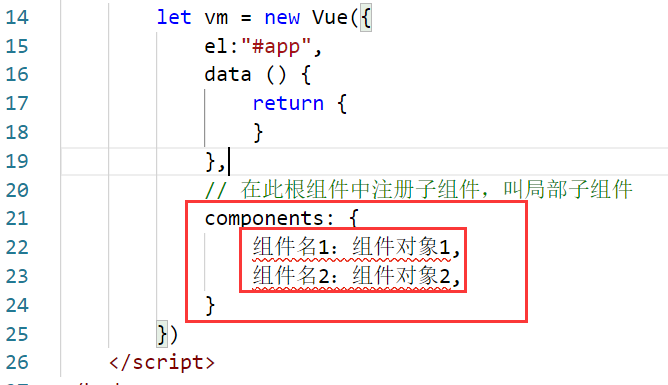 14 let vm = new Vue({
15 el:"#app",
16 data () {
17 return {
18 }
19 },
20 // 在此根组件中注册子组件，叫局部子组件
21 components: {
22 组件名1：组件对象1,
23 组件名2：组件对象2,
24 }
25 })
26 </script>